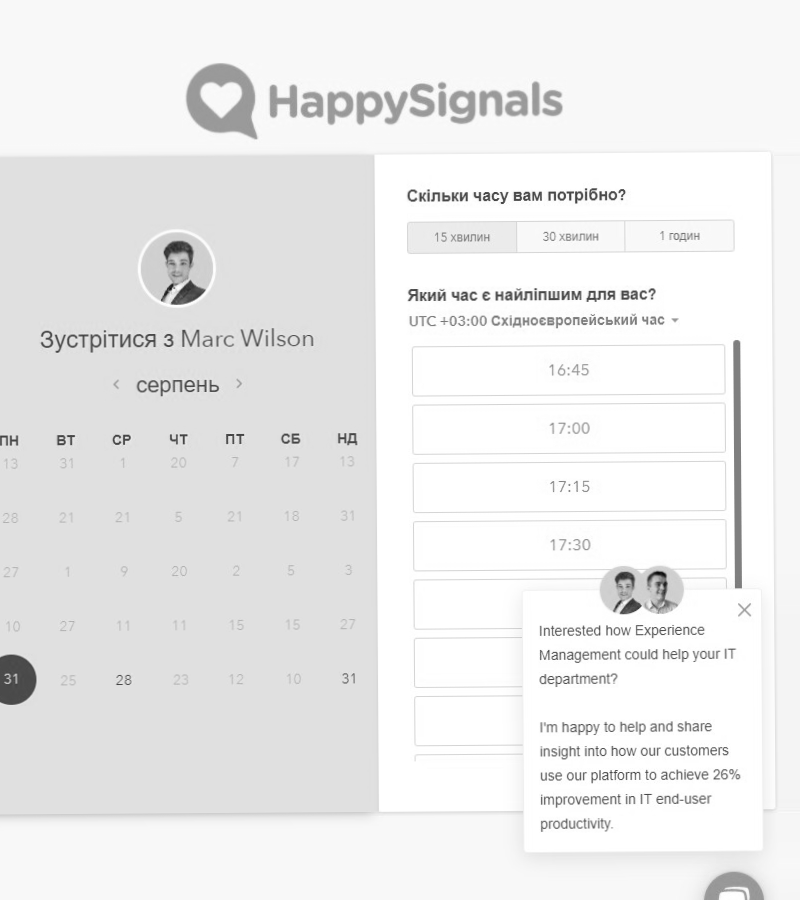 HappySignals
Зустрітися з Marc Wilson
серпень
ПН ВТ СР ЧТ ПТ СБ НД
13 31 1 20 7 17 13
28 21 21 5 21 18 31
27 1 9 20 2 5 3
10 27 11 11 15 15 27
31 25 28 23 12 10 31
Скільки часу вам потрібно?
15 хвилин 30 хвилин 1 годин
Який час є найліпшим для вас?
UTC +03:00 Східноєвропейський час
16:45
17:00
17:15
17:30
Interested how Experience
Management could help your IT
department?
I'm happy to help and share
insight into how our customers
use our platform to achieve 26%
improvement in IT end-user
productivity.